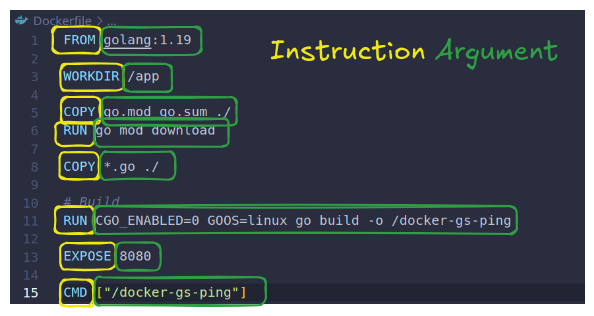 Dockerfile > ...
Instruction Argument
1 FROM golang:1.19
2
3 WORKDIR /app
4
5 COPY go.mod go.sum ./
6 RUN go mod download
7
8 COPY *.go ./
9
10 # Build
11 RUN CGO_ENABLED=0 GOOS=linux go build -o /docker-gs-ping
12
13 EXPOSE 8080
14
15 CMD ["/docker-gs-ping"]